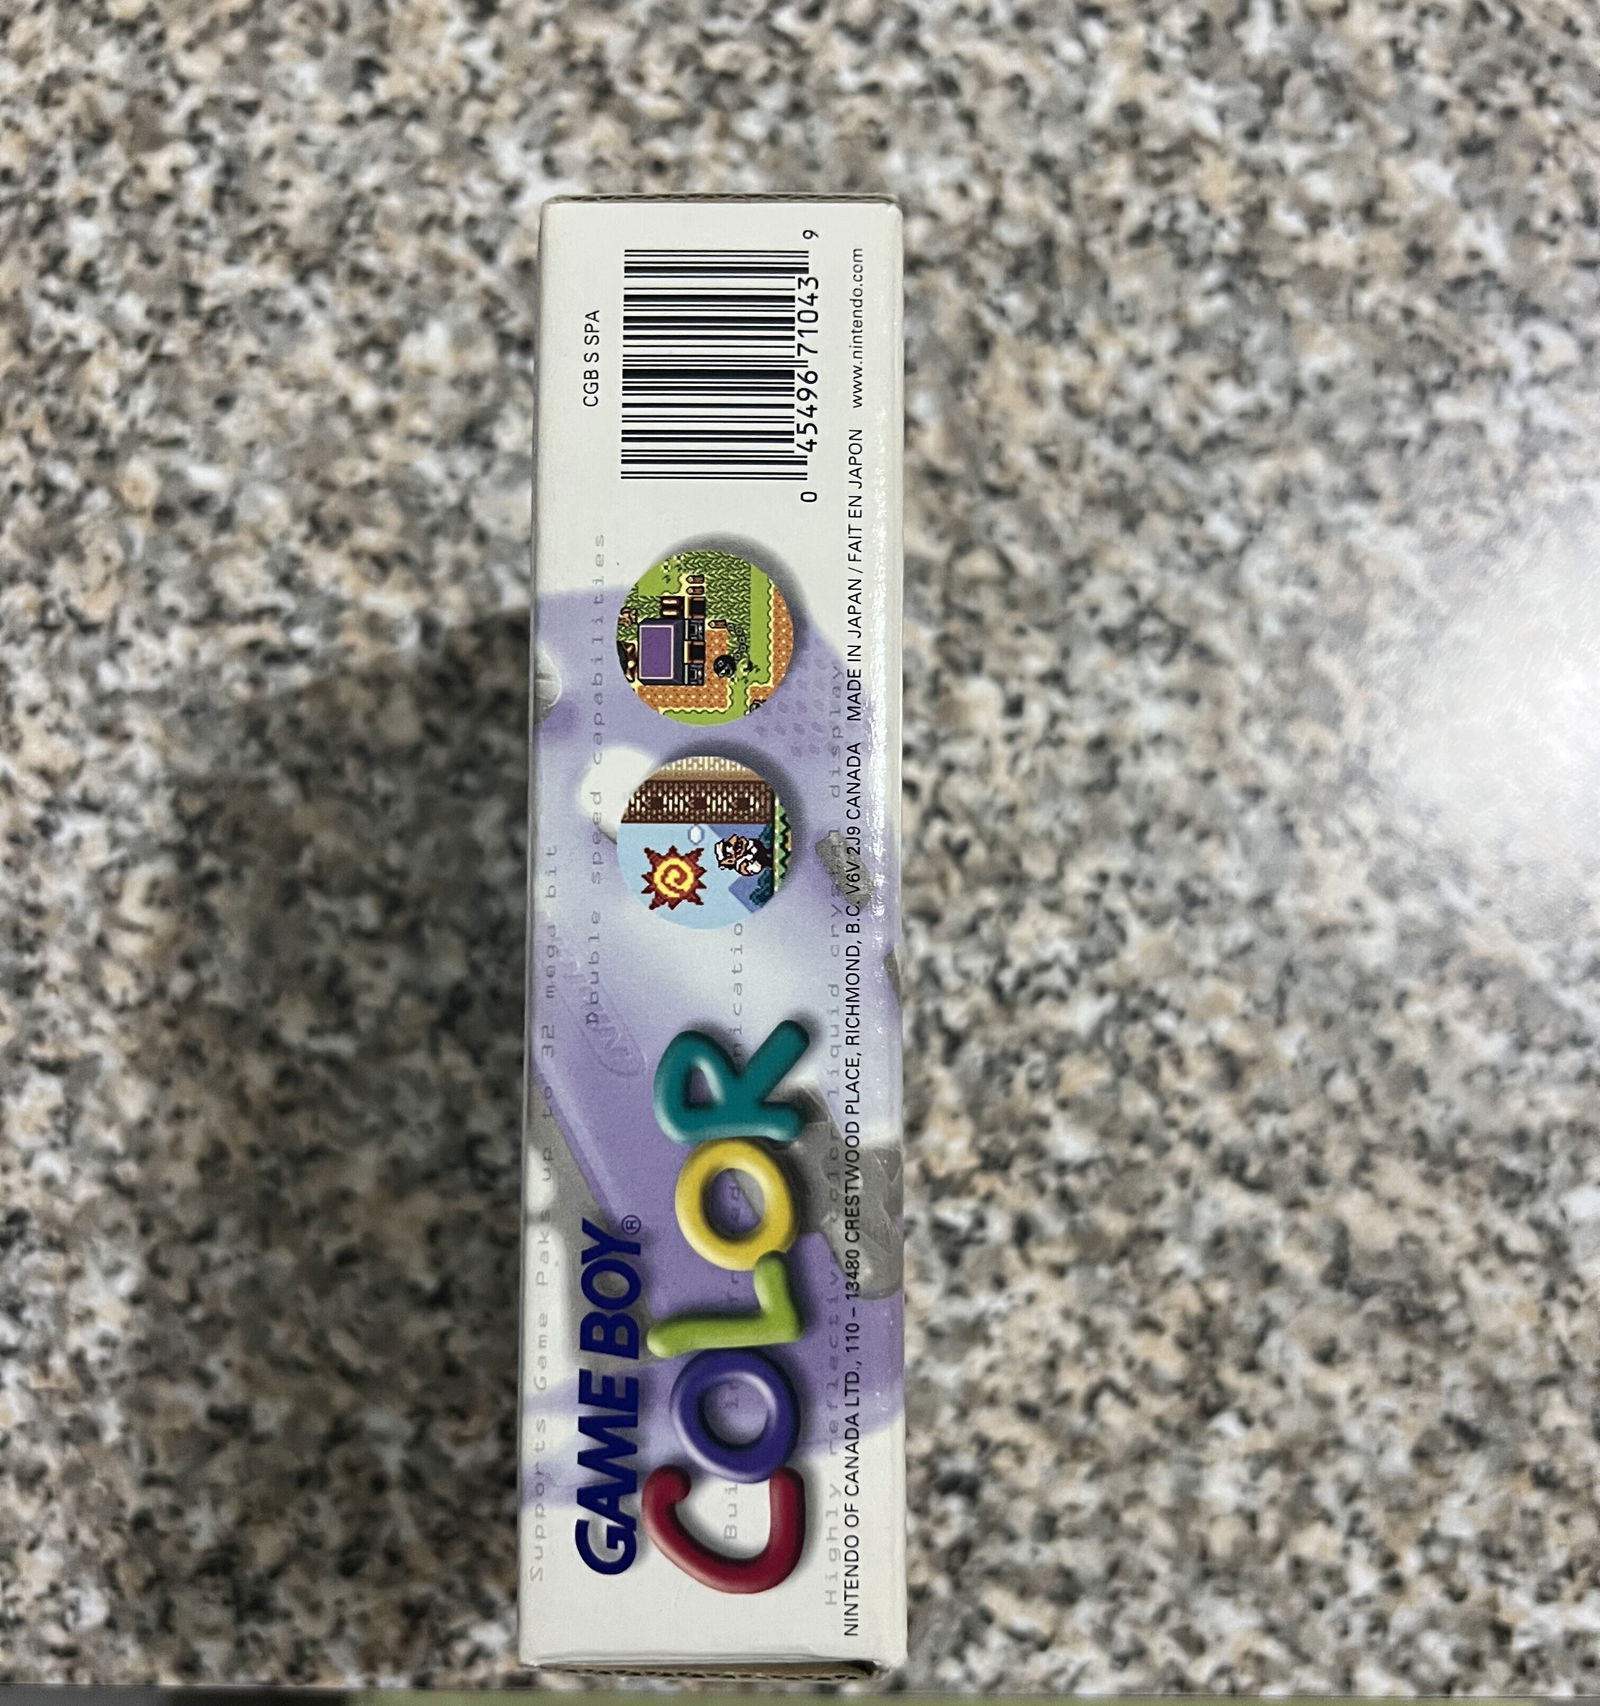 Supports Game Paks up to 32 mega bit
Double speed capabilities
CGB S SPA
GAME BOY®
COLOR
0 45496 71043 9
Highly reflective color liquid crystal display
NINTENDO OF CANADA LTD., 110 – 13480 CRESTWOOD PLACE, RICHMOND, B.C. V6V 2J9 CANADA MADE IN JAPAN / FAIT EN JAPON www.nintendo.com